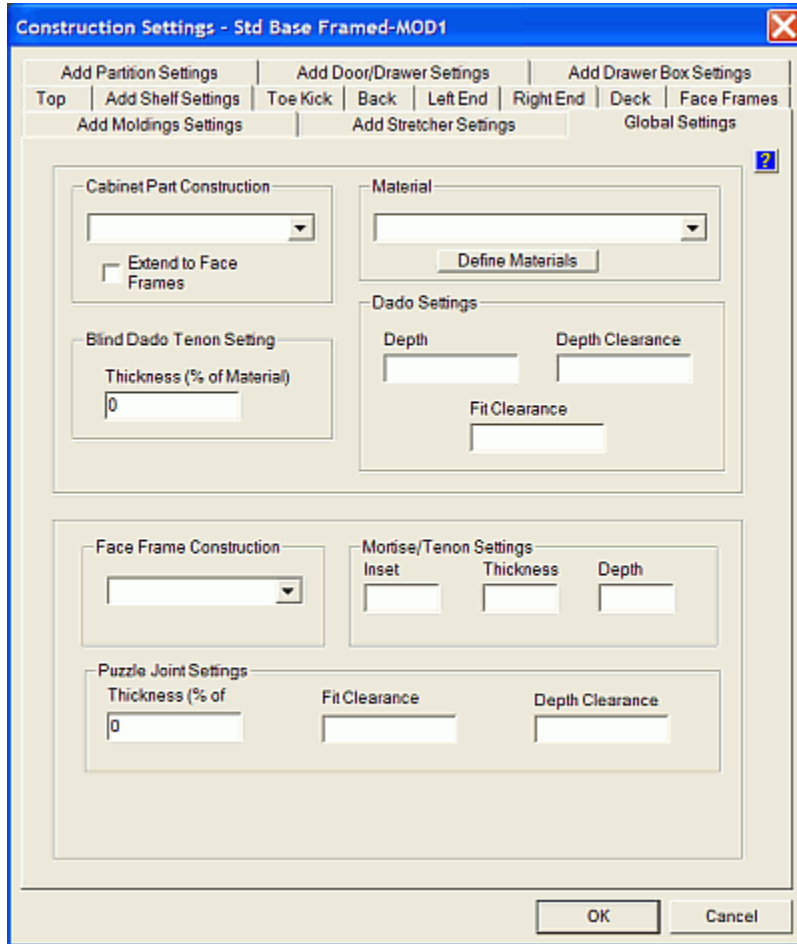 Construction Settings - Std Base Framed-MOD1
Add Partition Settings Add Door/Drawer Settings Add Drawer Box Settings
Top Add Shelf Settings Toe Kick Back Left End Right End Deck Face Frames
Add Moldings Settings Add Stretcher Settings Global Settings
?
Cabinet Part Construction Material
Extend to Face
Frames
Define Materials
Dado Settings
Blind Dado Tenon Setting
Depth Depth Clearance
Thickness (% of Material)
0
Fit Clearance
Face Frame Construction Mortise/Tenon Settings
Inset Thickness Depth
Puzzle Joint Settings
Thickness (% of Fit Clearance Depth Clearance
0
OK Cancel